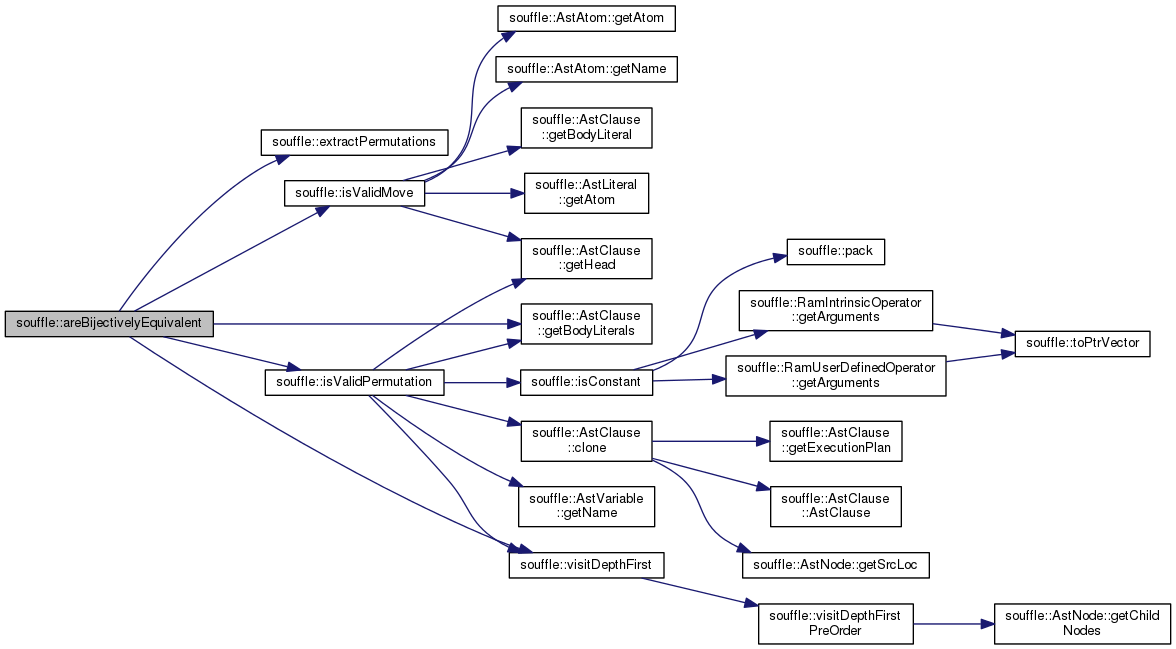 souffle::AstAtom::getAtom
souffle::AstAtom::getName
souffle::AstClause
::getBodyLiteral
souffle::extractPermutations
souffle::isValidMove
souffle::AstLiteral
::getAtom
souffle::AstClause
::getHead
souffle::pack
souffle::RamIntrinsicOperator
::getArguments
souffle::areBijectivelyEquivalent
souffle::AstClause
::getBodyLiterals
souffle::toPtrVector
souffle::isValidPermutation
souffle::isConstant
souffle::RamUserDefinedOperator
::getArguments
souffle::AstClause
::clone
souffle::AstClause
::getExecutionPlan
souffle::AstVariable
::getName
souffle::AstClause
::AstClause
souffle::visitDepthFirst
souffle::AstNode::getSrcLoc
souffle::visitDepthFirst
PreOrder
souffle::AstNode::getChild
Nodes